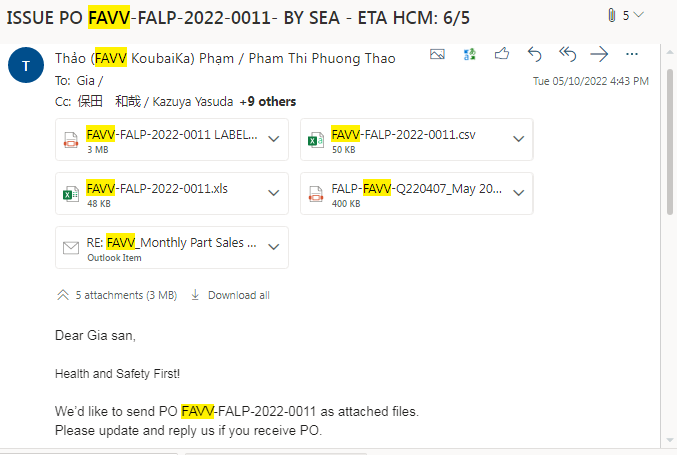 ISSUE PO FAVV-FALP-2022-0011- BY SEA - ETA HCM: 6/5
5
T
Thảo (FAVV KoubaiKa) Phạm / Pham Thi Phuong Thao
To: Gia /
Tue 05/10/2022 4:43 PM
Cc: 保田 和哉 / Kazuya Yasuda +9 others
FAVV-FALP-2022-0011 LABEL...
3 MB
FAVV-FALP-2022-0011.csv
50 KB
FAVV-FALP-2022-0011.xls
48 KB
FALP-FAVV-Q220407_May 20...
400 KB
RE: FAVV_Monthly Part Sales ...
Outlook Item
5 attachments (3 MB) Download all
Dear Gia san,
Health and Safety First!
We'd like to send PO FAVV-FALP-2022-0011 as attached files.
Please update and reply us if you receive PO.